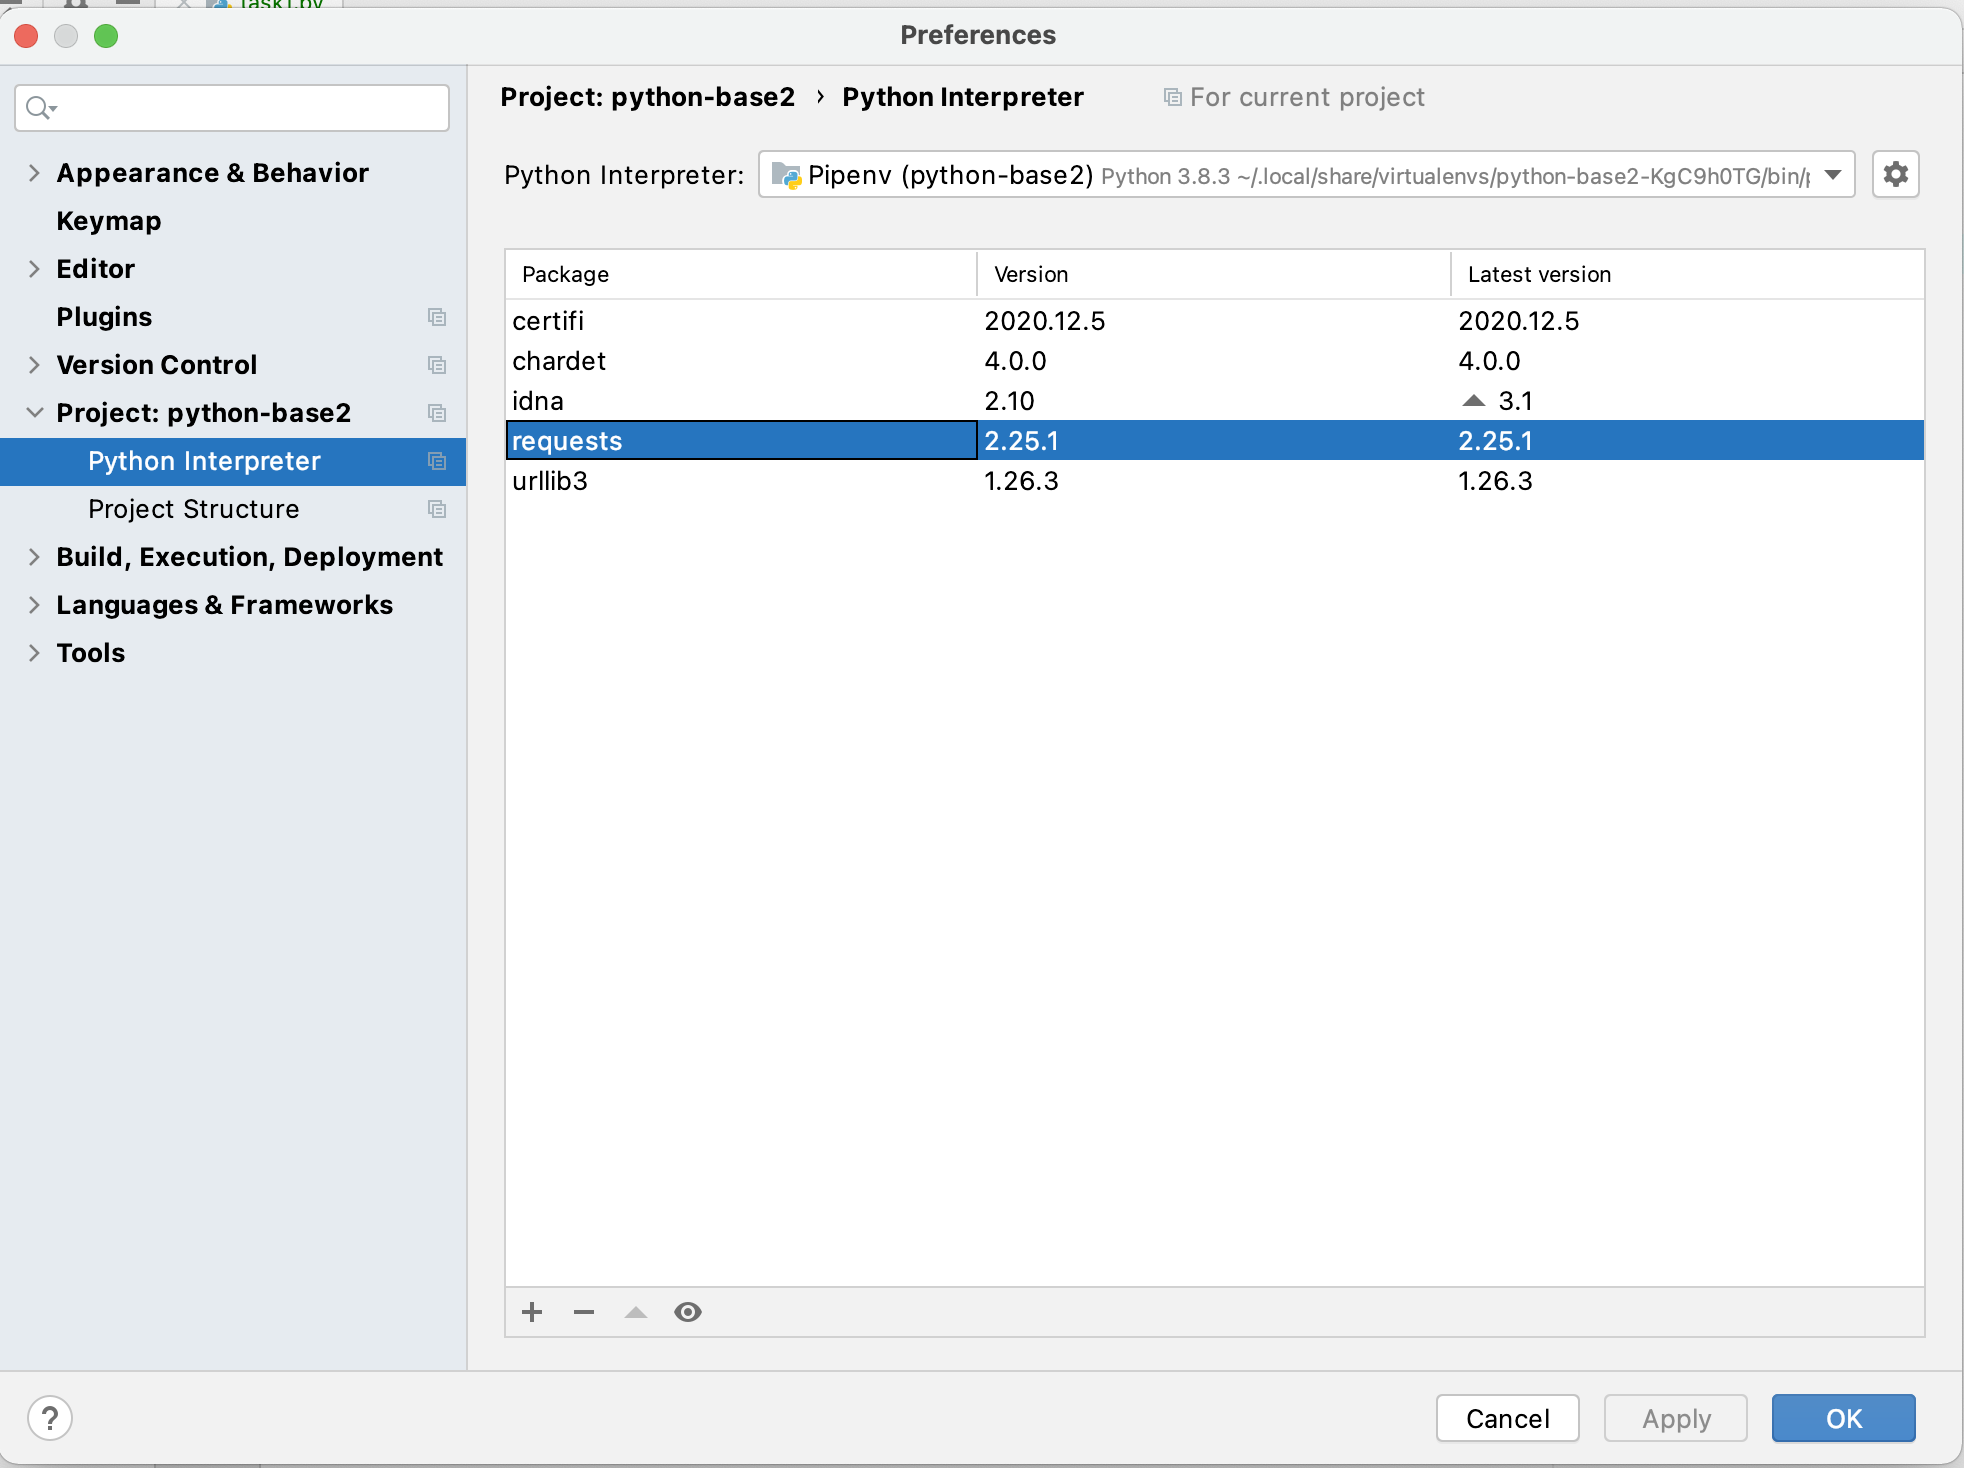 Task1.py
Preferences
Project: python-base2 › Python Interpreter
For current project
Python Interpreter: Pipenv (python-base2) Python 3.8.3 ~/.local/share/virtualenvs/python-base2-KgC9h0TG/bin/
Appearance & Behavior
Keymap
Editor
Plugins
Version Control
Project: python-base2
Python Interpreter
Project Structure
Build, Execution, Deployment
Languages & Frameworks
Tools
Package Version Latest version
certifi 2020.12.5 2020.12.5
chardet 4.0.0 4.0.0
idna 2.10 3.1
requests 2.25.1 2.25.1
urllib3 1.26.3 1.26.3
?
Cancel
Apply
OK